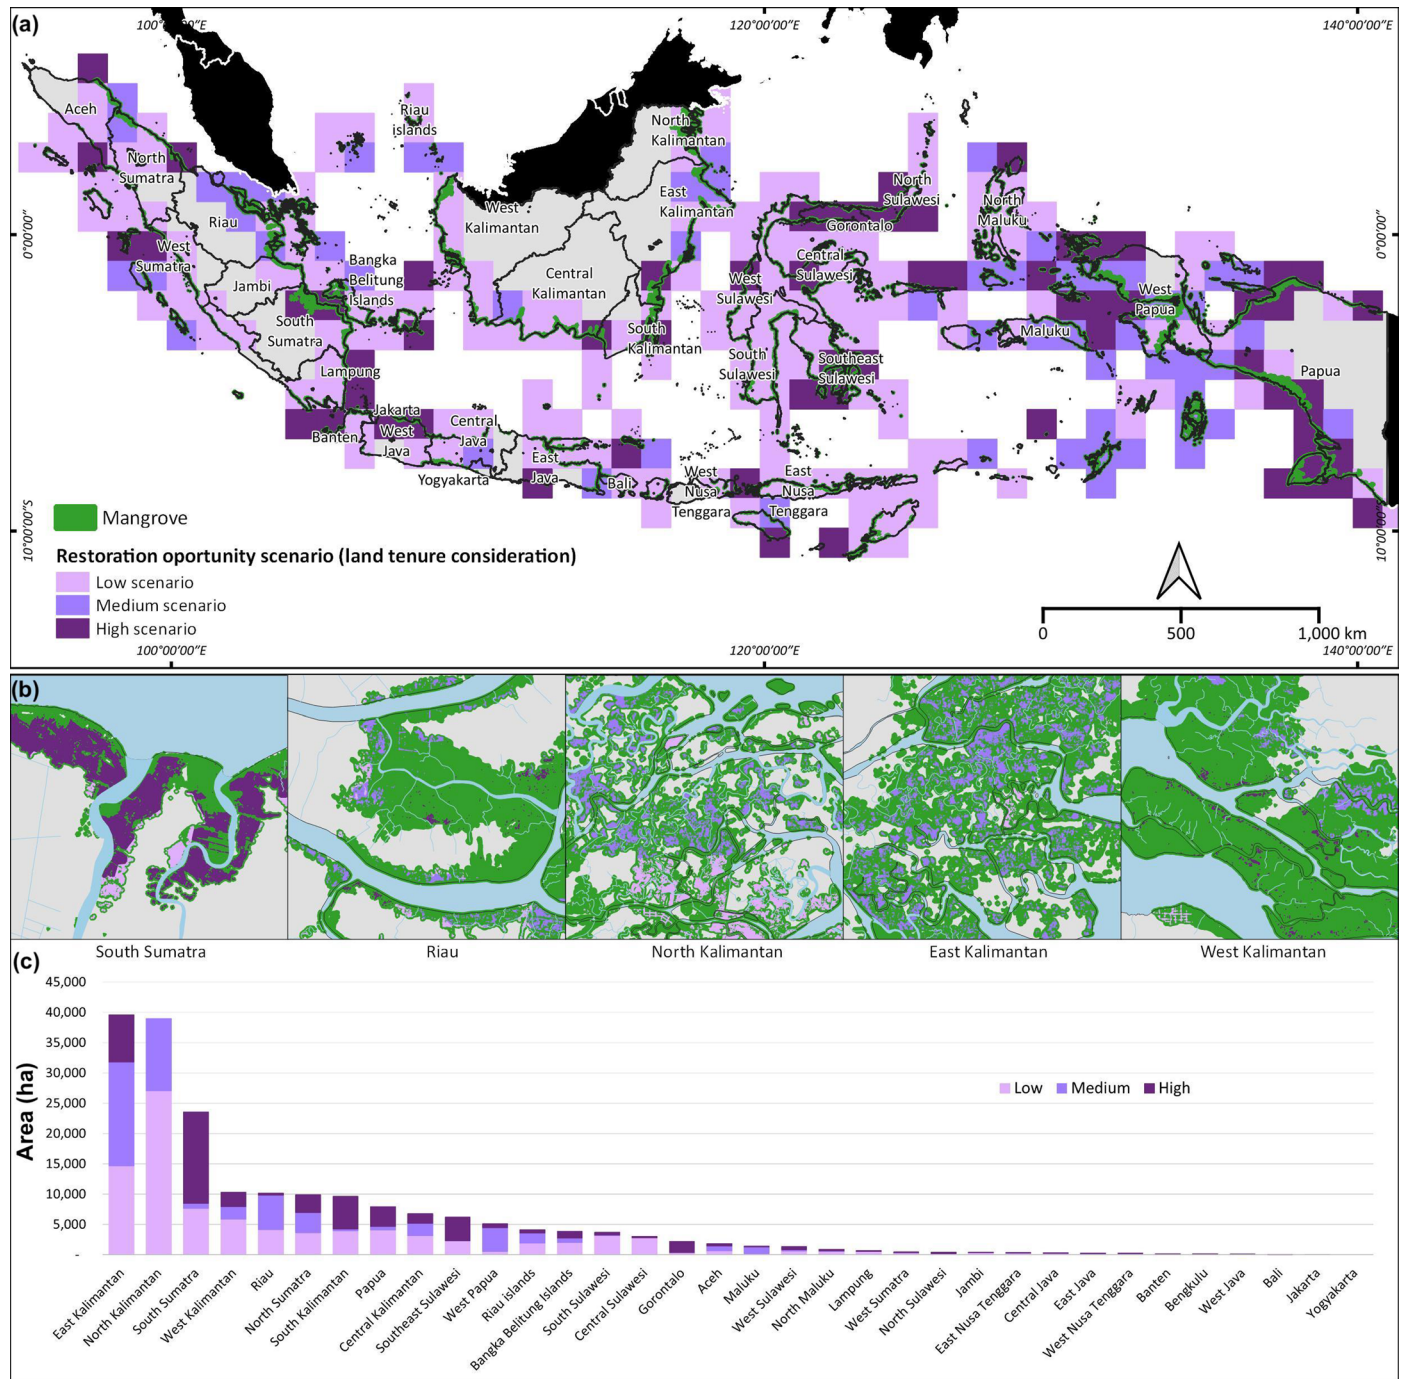 (a)
100°00'00"E
120°00'00"E
140°00'00"E
Aceh
North
Sumatra
Riau
islands
Riau
West
Sumatra
Jambi
Bangka
Belitung
Islands
South
Sumatra
Lampung
Banten
Jakarta
West
Java
Central
Java
Yogyakarta
East
Java
Bali
West
Nusa
Tenggara
East
Nusa
Tenggara
West
Kalimantan
Central
Kalimantan
North
Kalimantan
East
Kalimantan
South
Kalimantan
North
Sulawesi
Gorontalo
Central
Sulawesi
West
Sulawesi
South
Sulawesi
Southeast
Sulawesi
North
Maluku
Maluku
West
Papua
Papua
0°00'00"
0°00'00"
10°00'00"S
10°00'00"S
Mangrove
Restoration oportunity scenario (land tenure consideration)
Low scenario
Medium scenario
High scenario
0 500 1,000 km
100°00'00"E
120°00'00"E
140°00'00"E
(b)
South Sumatra
Riau
North Kalimantan
East Kalimantan
West Kalimantan
(c)
Area (ha)
45,000
40,000
35,000
30,000
25,000
20,000
15,000
10,000
5,000
-
Low Medium High
East Kalimantan
North Kalimantan
South Sumatra
West Kalimantan
Riau
North Sumatra
South Kalimantan
Papua
Central Kalimantan
Southeast Sulawesi
West Papua
Riau islands
Bangka Belitung Islands
South Sulawesi
Central Sulawesi
Gorontalo
Aceh
Maluku
West Sulawesi
North Maluku
Lampung
West Sumatra
North Sulawesi
Jambi
East Nusa Tenggara
Central Java
East Java
West Nusa Tenggara
Banten
Bengkulu
West Java
Bali
Jakarta
Yogyakarta